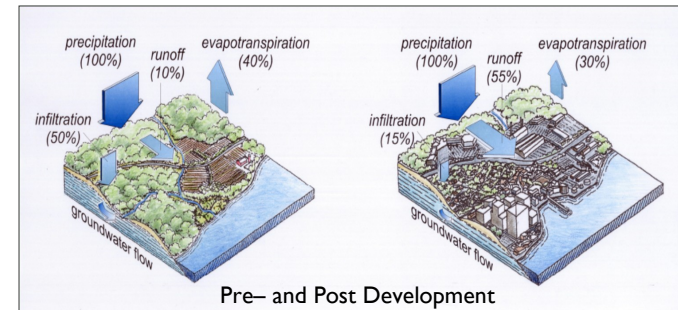 precipitation
(100%)
runoff
(10%)
evapotranspiration
(40%)
infiltration
(50%)
groundwater flow
precipitation
(100%)
runoff
(55%)
evapotranspiration
(30%)
infiltration
(15%)
groundwater flow
Pre– and Post Development